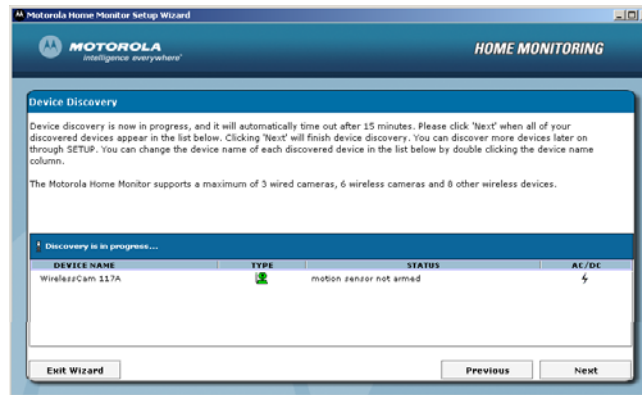 Motorola Home Monitor Setup Wizard
MOTOROLA
intelligence everywhere
HOME MONITORING
Device Discovery
Device discovery is now in progress, and it will automatically time out after 15 minutes. Please click 'Next' when all of your
discovered devices appear in the list below. Clicking 'Next' will finish device discovery. You can discover more devices later on
through SETUP. You can change the device name of each discovered device in the list below by double clicking the device name
column.
The Motorola Home Monitor supports a maximum of 3 wired cameras, 6 wireless cameras and 8 other wireless devices.
Discovery is in progress...
DEVICE NAME TYPE STATUS AC/DC
WirelessCam 117A motion sensor not armed
Exit Wizard Previous Next